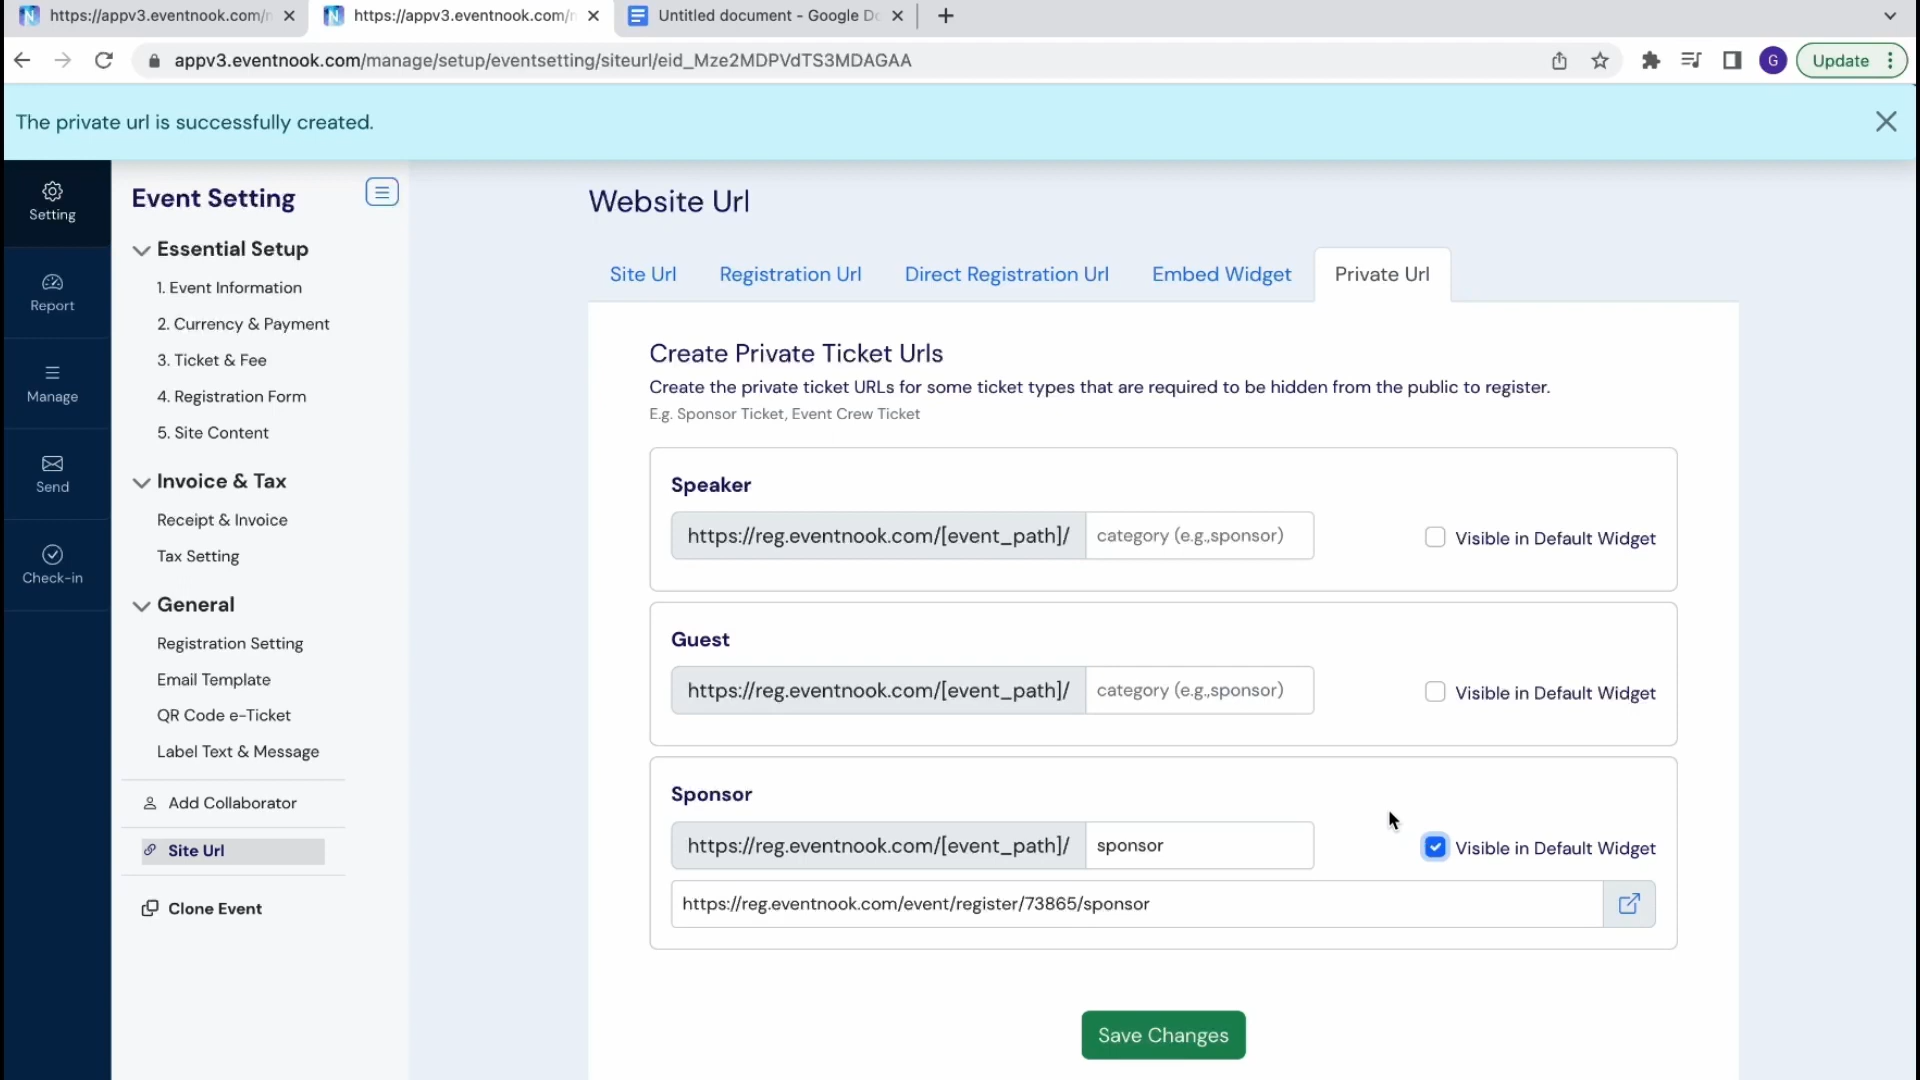 https://appv3.eventnook.com/
https://appv3.eventnook.com/
Untitled document - Google D
appv3.eventnook.com/manage/setup/eventsetting/siteurl/eid_Mze2MDPVdTS3MDAGAA
G
Update
The private url is successfully created.
Setting
Report
Manage
Send
Check-in
Event Setting
Essential Setup
1. Event Information
2. Currency & Payment
3. Ticket & Fee
4. Registration Form
5. Site Content
Invoice & Tax
Receipt & Invoice
Tax Setting
General
Registration Setting
Email Template
QR Code e-Ticket
Label Text & Message
Add Collaborator
Site Url
Clone Event
Website Url
Site Url Registration Url Direct Registration Url Embed Widget Private Url
Create Private Ticket Urls
Create the private ticket URLs for some ticket types that are required to be hidden from the public to register.
E.g. Sponsor Ticket, Event Crew Ticket
Speaker
https://reg.eventnook.com/[event_path]/ category (e.g.,sponsor) Visible in Default Widget
Guest
https://reg.eventnook.com/[event_path]/ category (e.g.,sponsor) Visible in Default Widget
Sponsor
https://reg.eventnook.com/[event_path]/ sponsor Visible in Default Widget
https://reg.eventnook.com/event/register/73865/sponsor
Save Changes